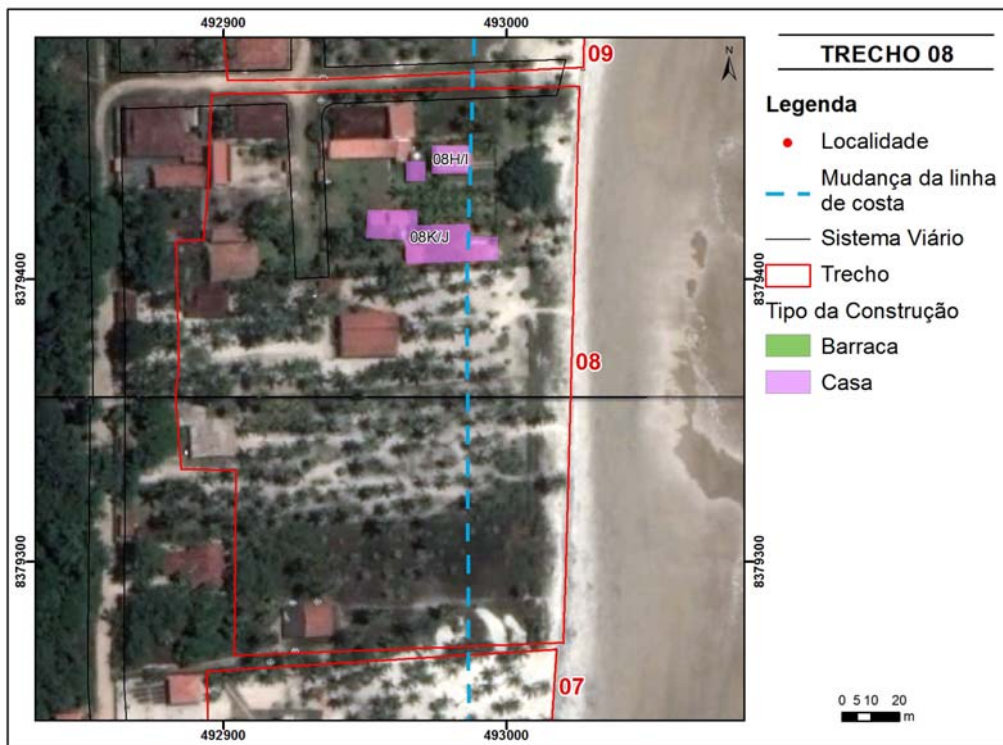 492900
493000
09
TRECHO 08
N
Legenda
Localidade
Mudança da linha
de costa
Sistema Viário
Trecho
Tipo da Construção
Barraca
Casa
08H/I
08K/J
8379400
8379400
08
8379300
8379300
07
0 5 10 20
m
492900
493000